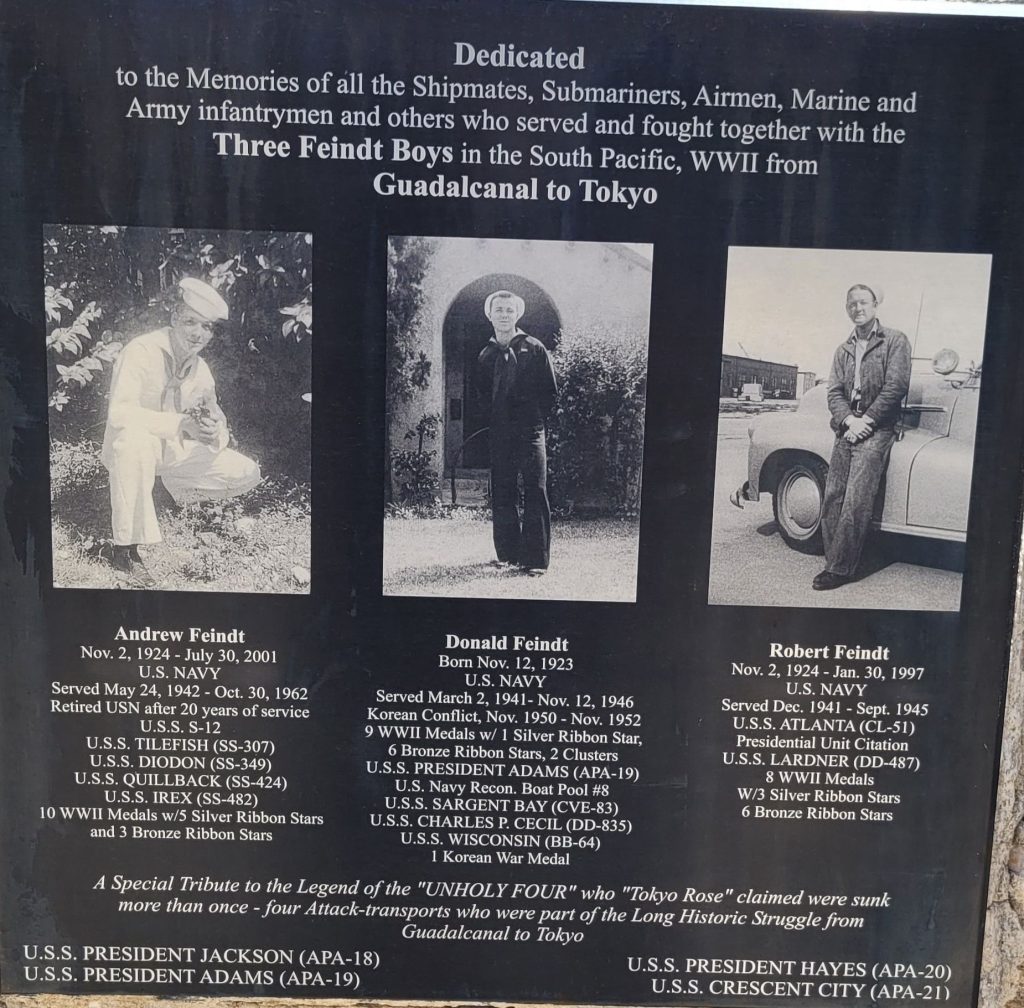 Dedicated
to the Memories of all the Shipmates, Submariners, Airmen, Marine and
Army infantrymen and others who served and fought together with the
Three Feindt Boys in the South Pacific, WWII from
Guadalcanal to Tokyo
Andrew Feindt
Nov. 2, 1924 - July 30, 2001
U.S. NAVY
Served May 24, 1942 - Oct. 30, 1962
Retired USN after 20 years of service
U.S.S. S-12
U.S.S. TILEFISH (SS-307)
U.S.S. DIODON (SS-349)
U.S.S. QUILLBACK (SS-424)
U.S.S. IREX (SS-482)
10 WWII Medals w/5 Silver Ribbon Stars
and 3 Bronze Ribbon Stars
Donald Feindt
Born Nov. 12, 1923
U.S. NAVY
Served March 2, 1941- Nov. 12, 1946
Korean Conflict, Nov. 1950 - Nov. 1952
9 WWII Medals w/ 1 Silver Ribbon Star,
6 Bronze Ribbon Stars, 2 Clusters
U.S.S. PRESIDENT ADAMS (APA-19)
U.S. Navy Recon. Boat Pool #8
U.S.S. SARGENT BAY (CVE-83)
U.S.S. CHARLES P. CECIL (DD-835)
U.S.S. WISCONSIN (BB-64)
1 Korean War Medal
Robert Feindt
Nov. 2, 1924 - Jan. 30, 1997
U.S. NAVY
Served Dec. 1941 - Sept. 1945
U.S.S. ATLANTA (CL-51)
Presidential Unit Citation
U.S.S. LARDNER (DD-487)
8 WWII Medals
W/3 Silver Ribbon Stars
6 Bronze Ribbon Stars
A Special Tribute to the Legend of the "UNHOLY FOUR" who "Tokyo Rose" claimed were sunk
more than once - four Attack-transports who were part of the Long Historic Struggle from
Guadalcanal to Tokyo
U.S.S. PRESIDENT JACKSON (APA-18)
U.S.S. PRESIDENT ADAMS (APA-19)
U.S.S. PRESIDENT HAYES (APA-20)
U.S.S. CRESCENT CITY (APA-21)